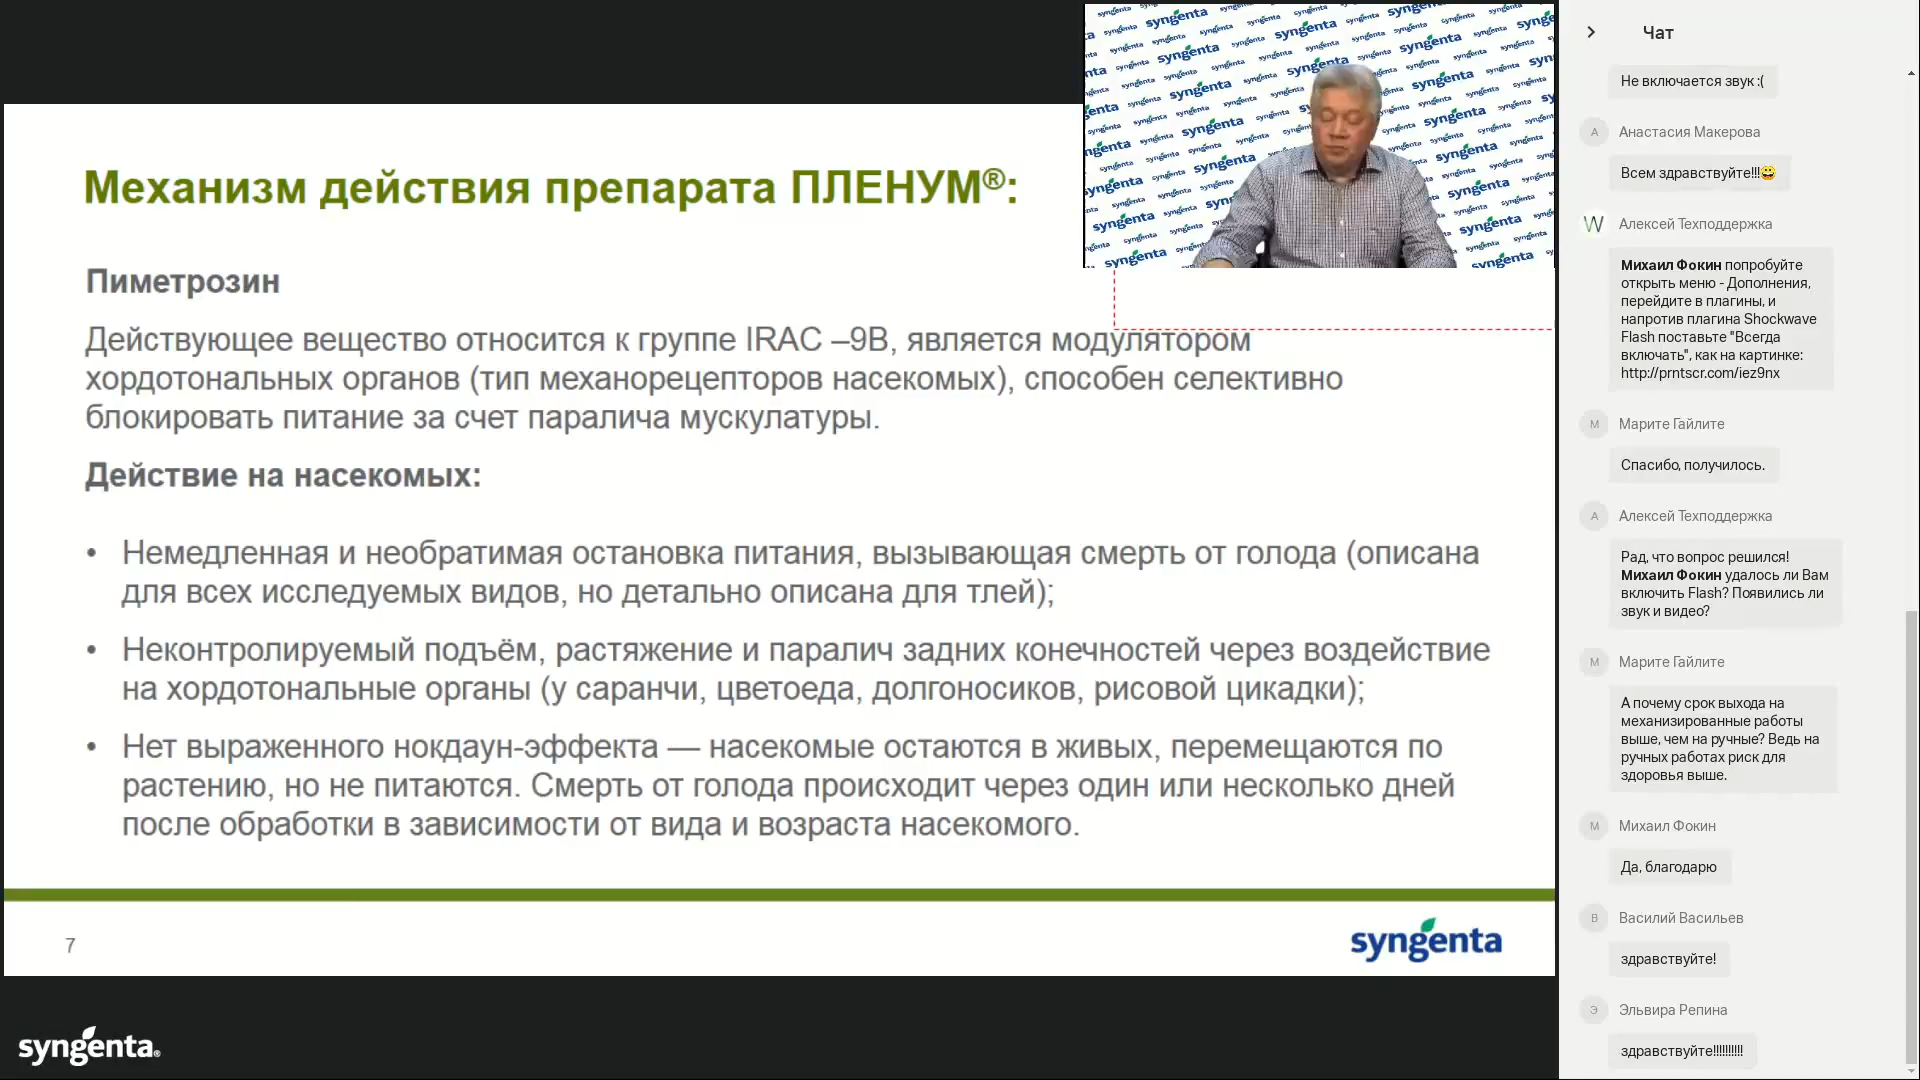 Механизм действия препарата ПЛЕНУМ®:
Пиметрозин
Действующее вещество относится к группе IRAC –9B, является модулятором
хордотональных органов (тип механорецепторов насекомых), способен селективно
блокировать питание за счет паралича мускулатуры.
Действие на насекомых:
• Немедленная и необратимая остановка питания, вызывающая смерть от голода (описана
для всех исследуемых видов, но детально описана для тлей);
• Неконтролируемый подъём, растяжение и паралич задних конечностей через воздействие
на хордотональные органы (у саранчи, цветоеда, долгоносиков, рисовой цикадки);
• Нет выраженного нокдаун-эффекта — насекомые остаются в живых, перемещаются по
растению, но не питаются. Смерть от голода происходит через один или несколько дней
после обработки в зависимости от вида и возраста насекомого.
7
syngenta
syngenta®
Чат
Не включается звук :(
А Анастасия Макерова
Всем здравствуйте!!!😀
W Алексей Техподдержка
Михаил Фокин попробуйте
открыть меню - Дополнения,
перейдите в плагины, и
напротив плагина Shockwave
Flash поставьте "Всегда
включать", как на картинке:
http://prntscr.com/iez9nx
М Марите Гайлите
Спасибо, получилось.
А Алексей Техподдержка
Рад, что вопрос решился!
Михаил Фокин удалось ли Вам
включить Flash? Появились ли
звук и видео?
М Марите Гайлите
А почему срок выхода на
механизированные работы
выше, чем на ручные? Ведь на
ручных работах риск для
здоровья выше.
М Михаил Фокин
Да, благодарю
В Василий Васильев
здравствуйте!
Э Эльвира Репина
здравствуйте!!!!!!!!!!